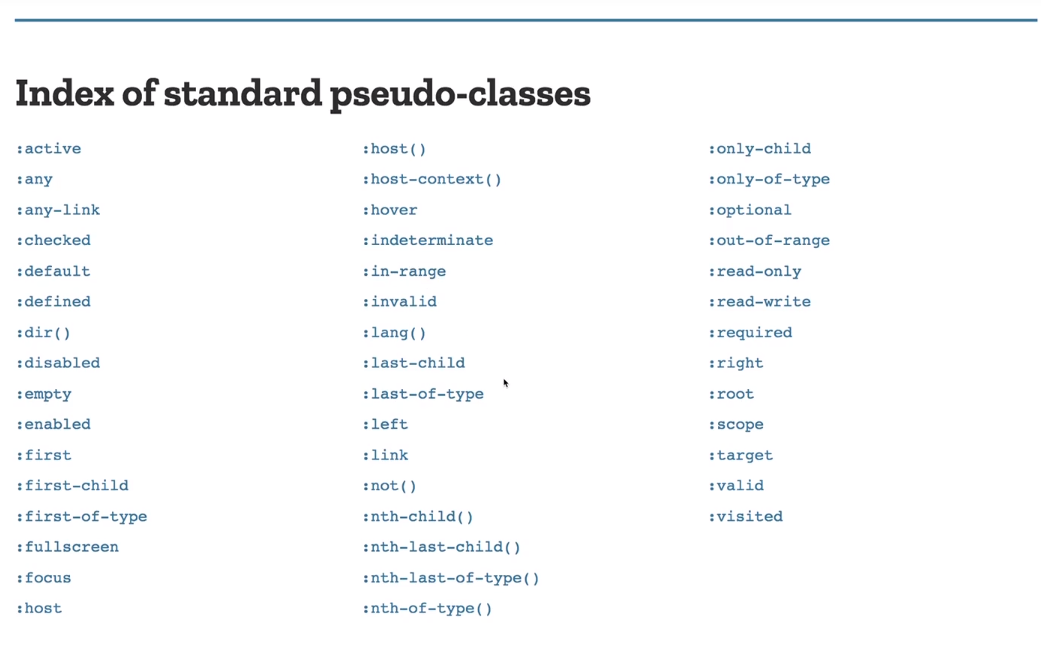 Index of standard pseudo-classes
:active
:any
:any-link
:checked
:default
:defined
:dir()
:disabled
:empty
:enabled
:first
:first-child
:first-of-type
:fullscreen
:focus
:host
:host()
:host-context()
:hover
:indeterminate
:in-range
:invalid
:lang()
:last-child
:last-of-type
:left
:link
:not()
:nth-child()
:nth-last-child()
:nth-last-of-type()
:nth-of-type()
:only-child
:only-of-type
:optional
:out-of-range
:read-only
:read-write
:required
:right
:root
:scope
:target
:valid
:visited